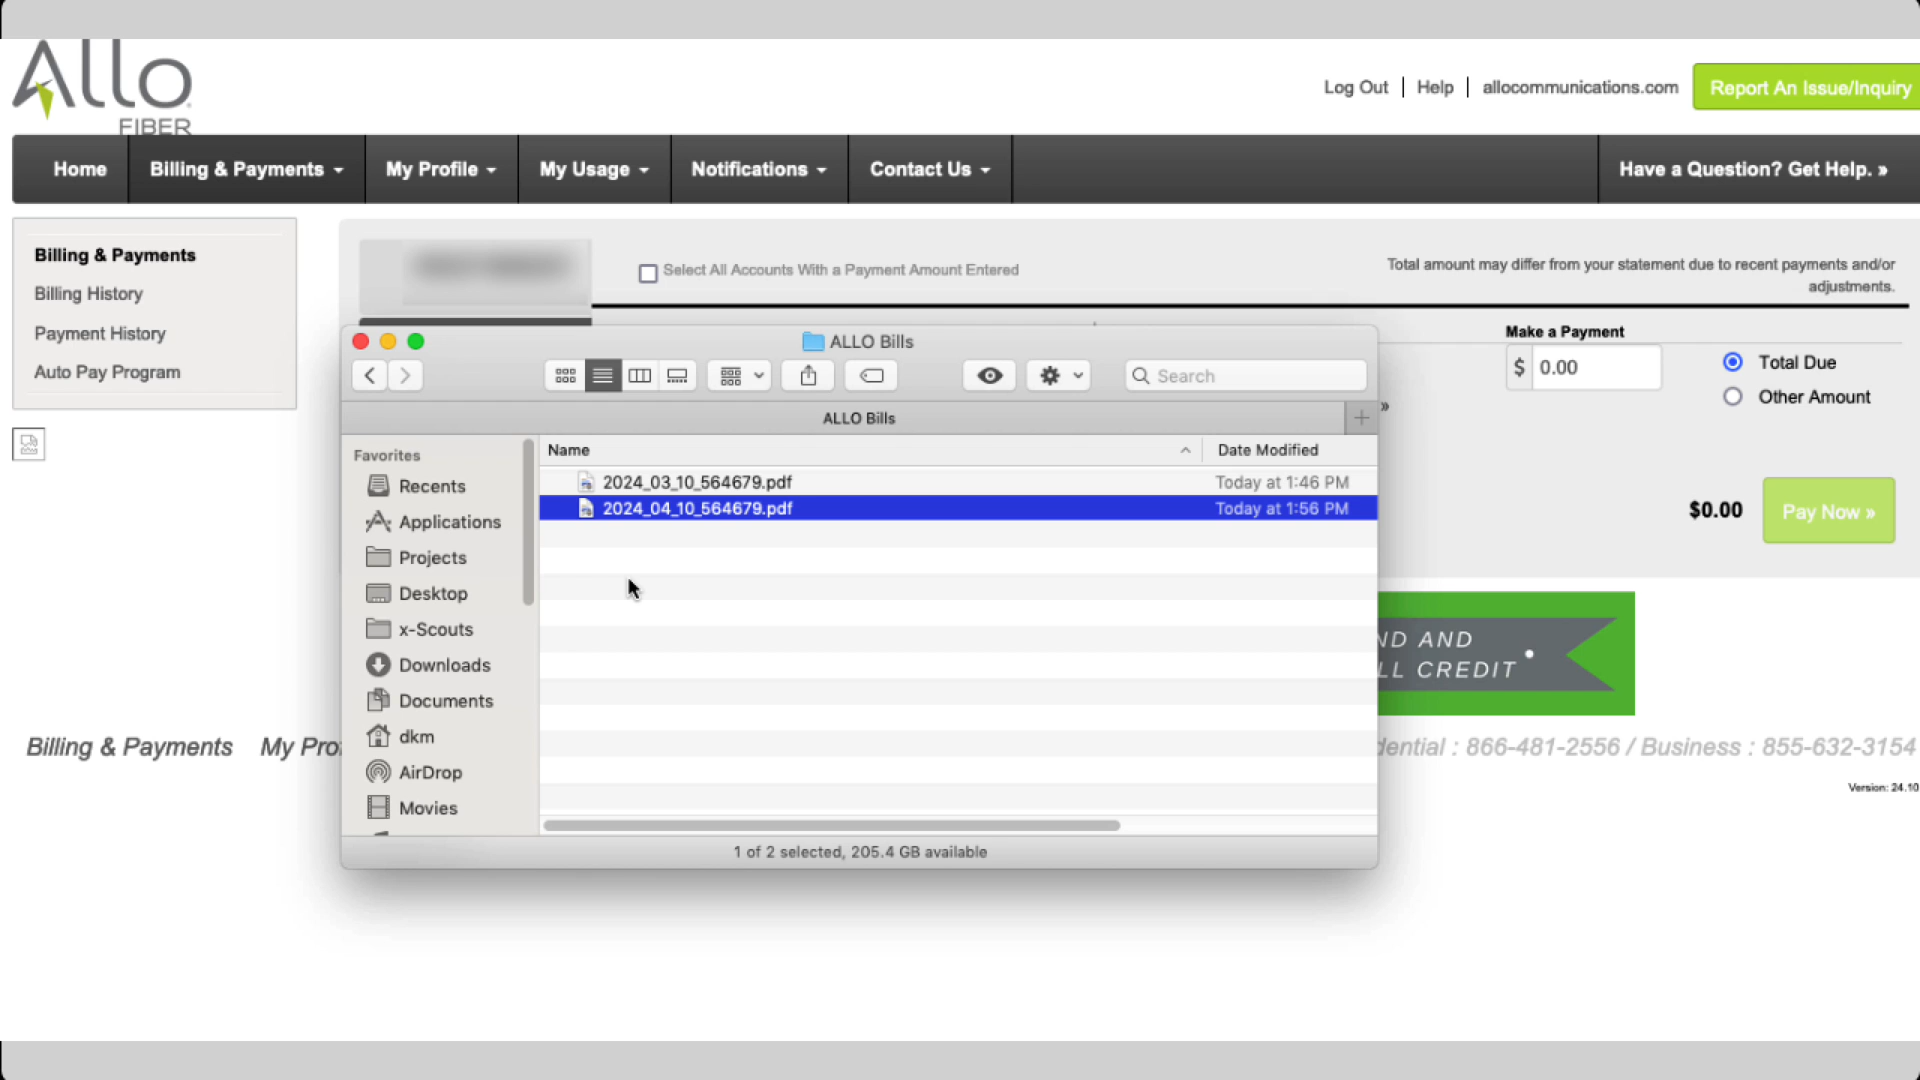 Allo
FIBER
Log Out | Help | allocommunications.com
Report An Issue/Inquiry
Home
Billing & Payments
My Profile
My Usage
Notifications
Contact Us
Have a Question? Get Help. »
Billing & Payments
Billing History
Payment History
Auto Pay Program
Select All Accounts With a Payment Amount Entered
Total amount may differ from your statement due to recent payments and/or
adjustments.
Make a Payment
$ 0.00
Total Due
Other Amount
»
$0.00
Pay Now »
ALLO Bills
Search
ALLO Bills
Favorites
Recents
Applications
Projects
Desktop
x-Scouts
Downloads
Documents
dkm
AirDrop
Movies
Name
Date Modified
2024_03_10_564679.pdf Today at 1:46 PM
2024_04_10_564679.pdf Today at 1:56 PM
1 of 2 selected, 205.4 GB available
ND AND
LL CREDIT
Billing & Payments My Pro
dential : 866-481-2556 / Business : 855-632-3154
Version: 24.10